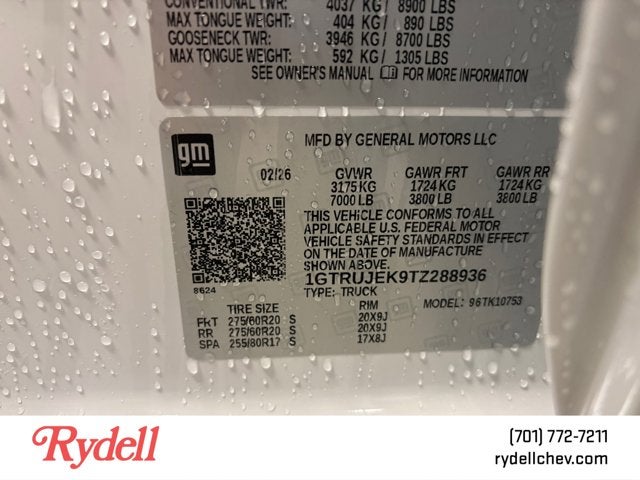 CONVENTIONAL TWR: 4037 KG/ 8900 LBS
MAX TONGUE WEIGHT: 404 KG/ 890 LBS
GOOSENECK TWR: 3946 KG/ 8700 LBS
MAX TONGUE WEIGHT: 592 KG/ 1305 LBS
SEE OWNER'S MANUAL FOR MORE INFORMATION
gm
MFD BY GENERAL MOTORS LLC
02/26 GVWR GAWR FRT GAWR RR
3175 KG 1724 KG 1724 KG
7000 LB 3800 LB 3800 LB
THIS VEHICLE CONFORMS TO ALL
APPLICABLE U.S. FEDERAL MOTOR
VEHICLE SAFETY STANDARDS IN EFFECT
ON THE DATE OF MANUFACTURE
SHOWN ABOVE.
1GTRUJEK9TZ288936
8624
TYPE: TRUCK MODEL: 96TK10753
TIRE SIZE RIM
FRT 275/60R20 S 20X9J
RR 275/60R20 S 20X9J
SPA 255/80R17 S 17X8J
Rydell
(701) 772-7211
rydellchev.com